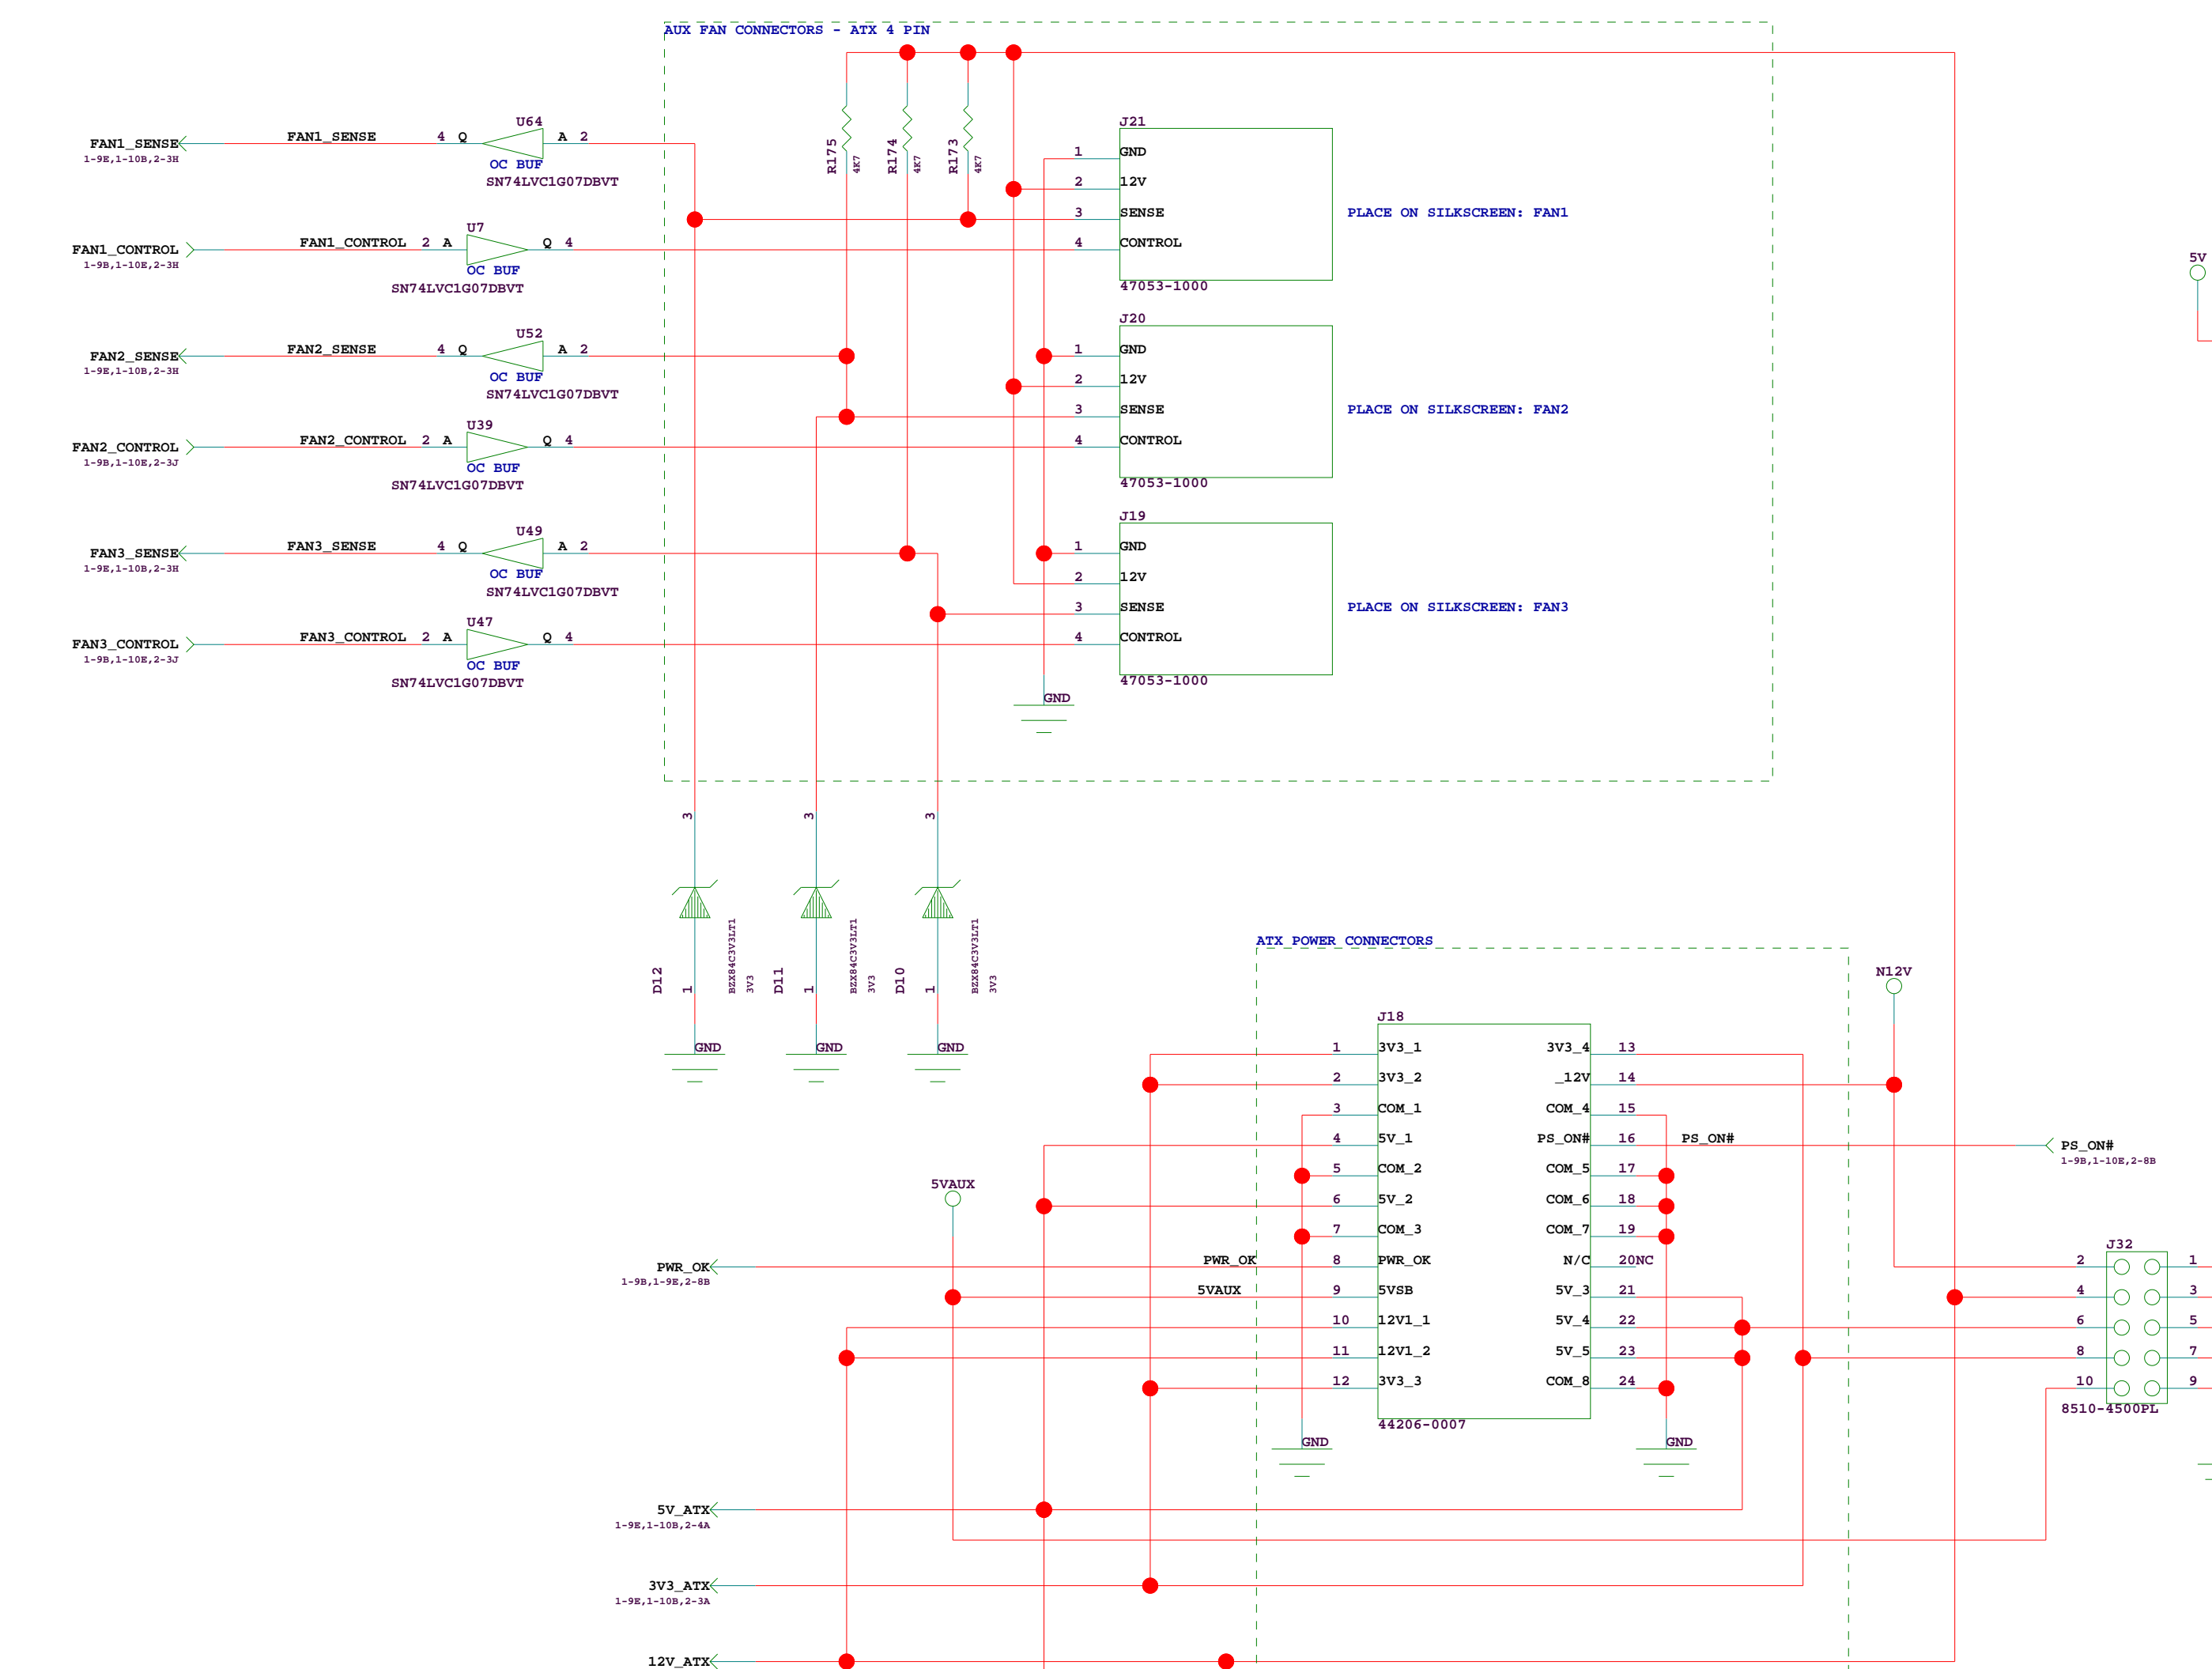 AUX FAN CONNECTORS - ATX 4 PIN
FAN1_SENSE
1-9E,1-10B,2-3H
FAN1_SENSE
4 Q
U64
A 2
OC BUF
SN74LVC1G07DBVT
FAN1_CONTROL
1-9B,1-10E,2-3H
FAN1_CONTROL
2 A
U7
Q 4
OC BUF
SN74LVC1G07DBVT
FAN2_SENSE
1-9E,1-10B,2-3H
FAN2_SENSE
4 Q
U52
A 2
OC BUF
SN74LVC1G07DBVT
FAN2_CONTROL
1-9B,1-10E,2-3J
FAN2_CONTROL
2 A
U39
Q 4
OC BUF
SN74LVC1G07DBVT
FAN3_SENSE
1-9E,1-10B,2-3H
FAN3_SENSE
4 Q
U49
A 2
OC BUF
SN74LVC1G07DBVT
FAN3_CONTROL
1-9B,1-10E,2-3J
FAN3_CONTROL
2 A
U47
Q 4
OC BUF
SN74LVC1G07DBVT
R175
4K7
R174
4K7
R173
4K7
J21
1 GND
2 12V
3 SENSE
4 CONTROL
47053-1000
PLACE ON SILKSCREEN: FAN1
J20
1 GND
2 12V
3 SENSE
4 CONTROL
47053-1000
PLACE ON SILKSCREEN: FAN2
J19
1 GND
2 12V
3 SENSE
4 CONTROL
47053-1000
PLACE ON SILKSCREEN: FAN3
GND
5V
3
D12
1
BZX84C3V3LT1
3V3
GND
3
D11
1
BZX84C3V3LT1
3V3
GND
3
D10
1
BZX84C3V3LT1
3V3
GND
ATX POWER CONNECTORS
N12V
J18
1 3V3_1 3V3_4 13
2 3V3_2 _12V 14
3 COM_1 COM_4 15
4 5V_1 PS_ON# 16 PS_ON#
5 COM_2 COM_5 17
6 5V_2 COM_6 18
7 COM_3 COM_7 19
PWR_OK 8 PWR_OK N/C 20NC
5VAUX 9 5VSB 5V_3 21
10 12V1_1 5V_4 22
11 12V1_2 5V_5 23
12 3V3_3 COM_8 24
44206-0007
GND
GND
PS_ON#
1-9B,1-10E,2-8B
5VAUX
PWR_OK
1-9B,1-9E,2-8B
J32
2 1
4 3
6 5
8 7
10 9
8510-4500PL
5V_ATX
1-9E,1-10B,2-4A
3V3_ATX
1-9E,1-10B,2-3A
12V_ATX